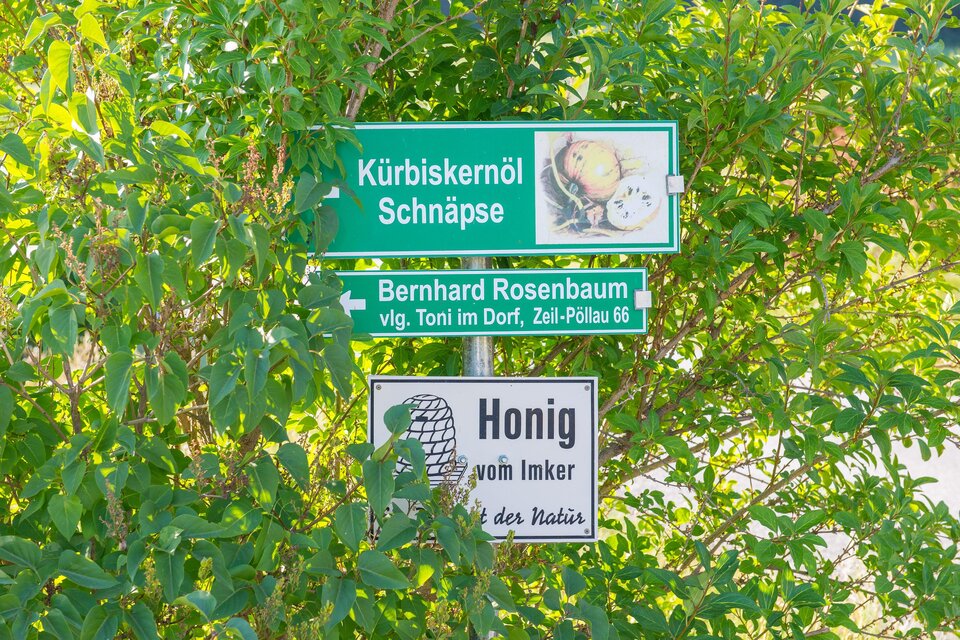 Kürbiskernöl
Schnäpse
Bernhard Rosenbaum
vlg. Toni im Dorf, Zeil-Pöllau 66
Honig
vom Imker
der Natur